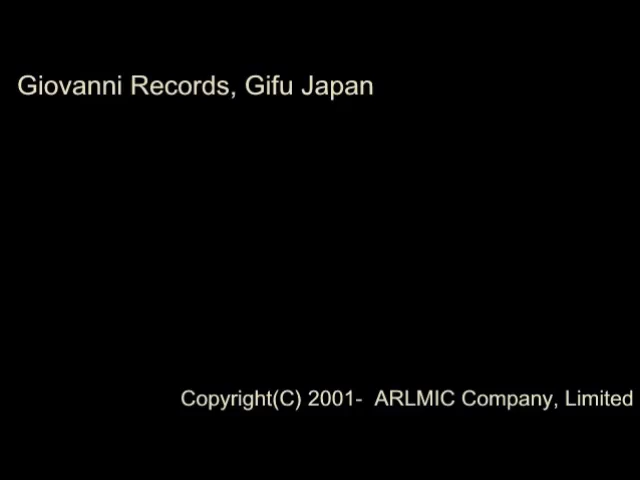 Giovanni Records, Gifu Japan
Copyright(C) 2001-  ARLMIC Company, Limited